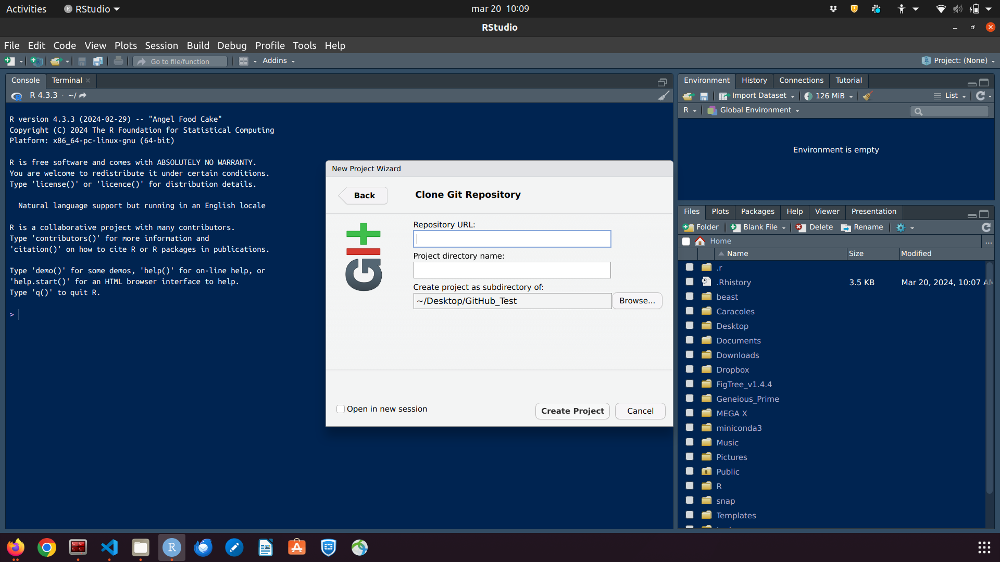 Activities
RStudio
mar 20 10:09
RStudio
File Edit Code View Plots Session Build Debug Profile Tools Help
Go to file/function
Addins
Project: (None)
Console
Terminal
R 4.3.3 · ~/
R version 4.3.3 (2024-02-29) -- "Angel Food Cake"
Copyright (C) 2024 The R Foundation for Statistical Computing
Platform: x86_64-pc-linux-gnu (64-bit)
R is free software and comes with ABSOLUTELY NO WARRANTY.
You are welcome to redistribute it under certain conditions.
Type 'license()' or 'licence()' for distribution details.
Natural language support but running in an English locale
R is a collaborative project with many contributors.
Type 'contributors()' for more information and
'citation()' on how to cite R or R packages in publications.
Type 'demo()' for some demos, 'help()' for on-line help, or
'help.start()' for an HTML browser interface to help.
Type 'q()' to quit R.
>
New Project Wizard
Back
Clone Git Repository
Repository URL:
Project directory name:
Create project as subdirectory of:
~/Desktop/GitHub_Test
Browse...
Open in new session
Create Project
Cancel
Environment History Connections Tutorial
Import Dataset
126 MiB
List
R
Global Environment
Environment is empty
Files Plots Packages Help Viewer Presentation
Folder
Blank File
Delete
Rename
Home
...
Name
Size
Modified
.r
.Rhistory 3.5 KB Mar 20, 2024, 10:07 AM
beast
Caracoles
Desktop
Documents
Downloads
Dropbox
FigTree_v1.4.4
Geneious_Prime
MEGA X
miniconda3
Music
Pictures
Public
R
snap
Templates